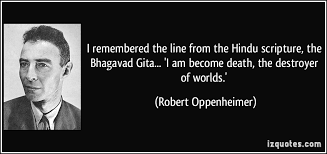 I remembered the line from the Hindu scripture, the
Bhagavad Gita... 'I am become death, the destroyer
of worlds.'
(Robert Oppenheimer)
izquotes.com